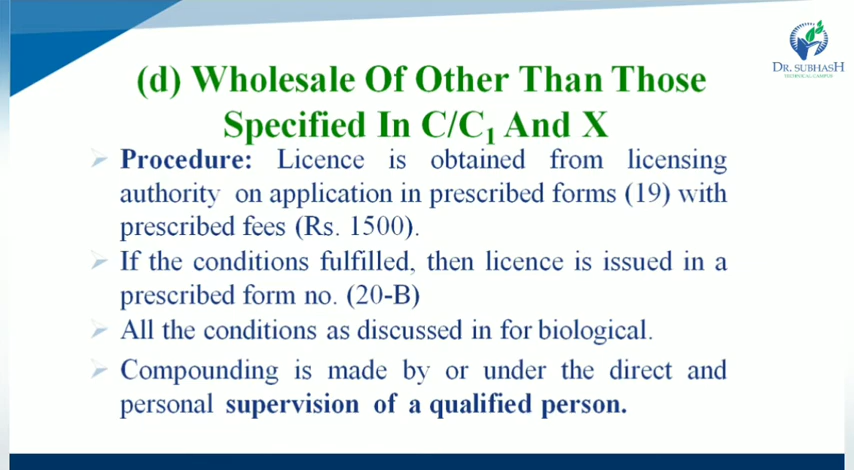 DR. SUBHASH
TECHNICAL CAMPUS
(d) Wholesale Of Other Than Those
Specified In C/C₁ And X
Procedure: Licence is obtained from licensing
authority on application in prescribed forms (19) with
prescribed fees (Rs. 1500).
If the conditions fulfilled, then licence is issued in a
prescribed form no. (20-B)
All the conditions as discussed in for biological.
Compounding is made by or under the direct and
personal supervision of a qualified person.